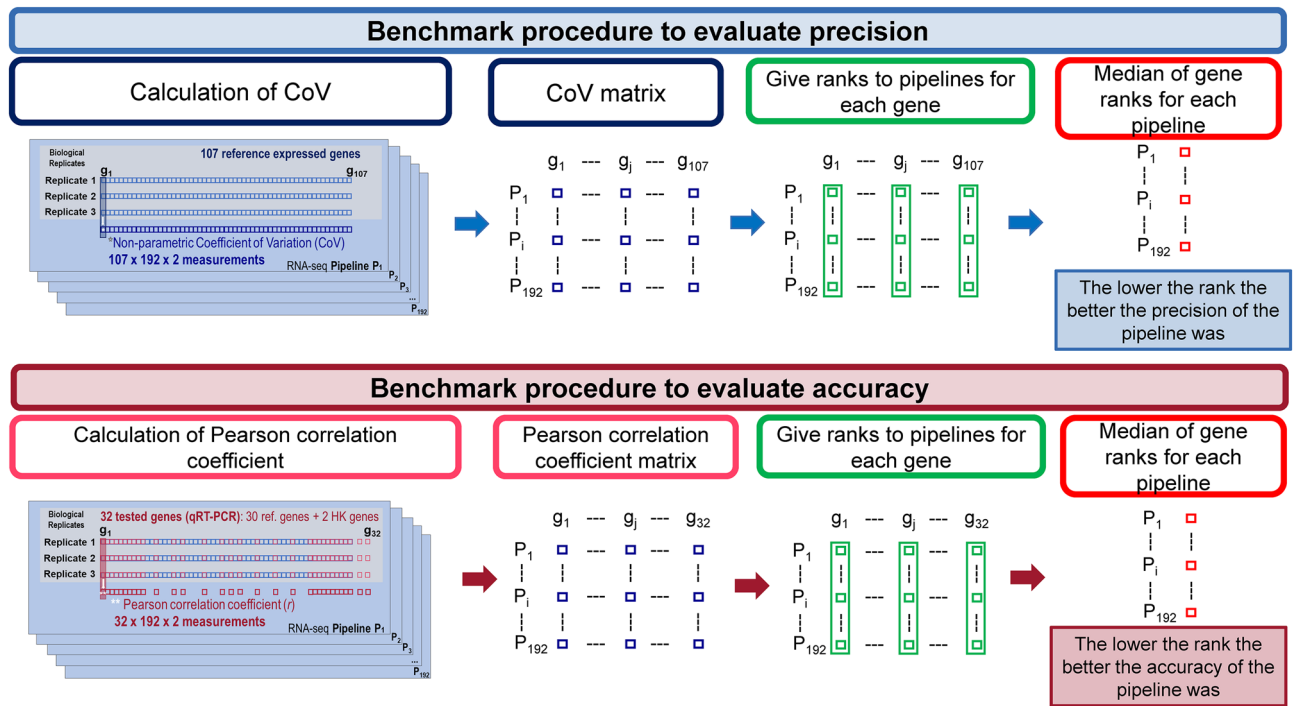 Benchmark procedure to evaluate precision
Calculation of CoV
CoV matrix
Give ranks to pipelines for
each gene
Median of gene
ranks for each
pipeline
Biological
Replicates
107 reference expressed genes
g1
g107
Replicate 1
Replicate 2
Replicate 3
*Non-parametric Coefficient of Variation (CoV)
107 x 192 x 2 measurements
RNA-seq Pipeline P1
P2
P3
...
P192
g1 --- gj --- g107
P1
Pi
P192
g1 --- gj --- g107
P1
Pi
P192
P1
Pi
P192
The lower the rank the
better the precision of the
pipeline was
Benchmark procedure to evaluate accuracy
Calculation of Pearson correlation
coefficient
Pearson correlation
coefficient matrix
Give ranks to pipelines for
each gene
Median of gene
ranks for each
pipeline
Biological
Replicates
32 tested genes (qRT-PCR): 30 ref. genes + 2 HK genes
g1
g32
Replicate 1
Replicate 2
Replicate 3
** Pearson correlation coefficient (r)
32 x 192 x 2 measurements
RNA-seq Pipeline P1
P2
P3
...
P192
g1 --- gj --- g32
P1
Pi
P192
g1 --- gj --- g32
P1
Pi
P192
P1
Pi
P192
The lower the rank the
better the accuracy of the
pipeline was